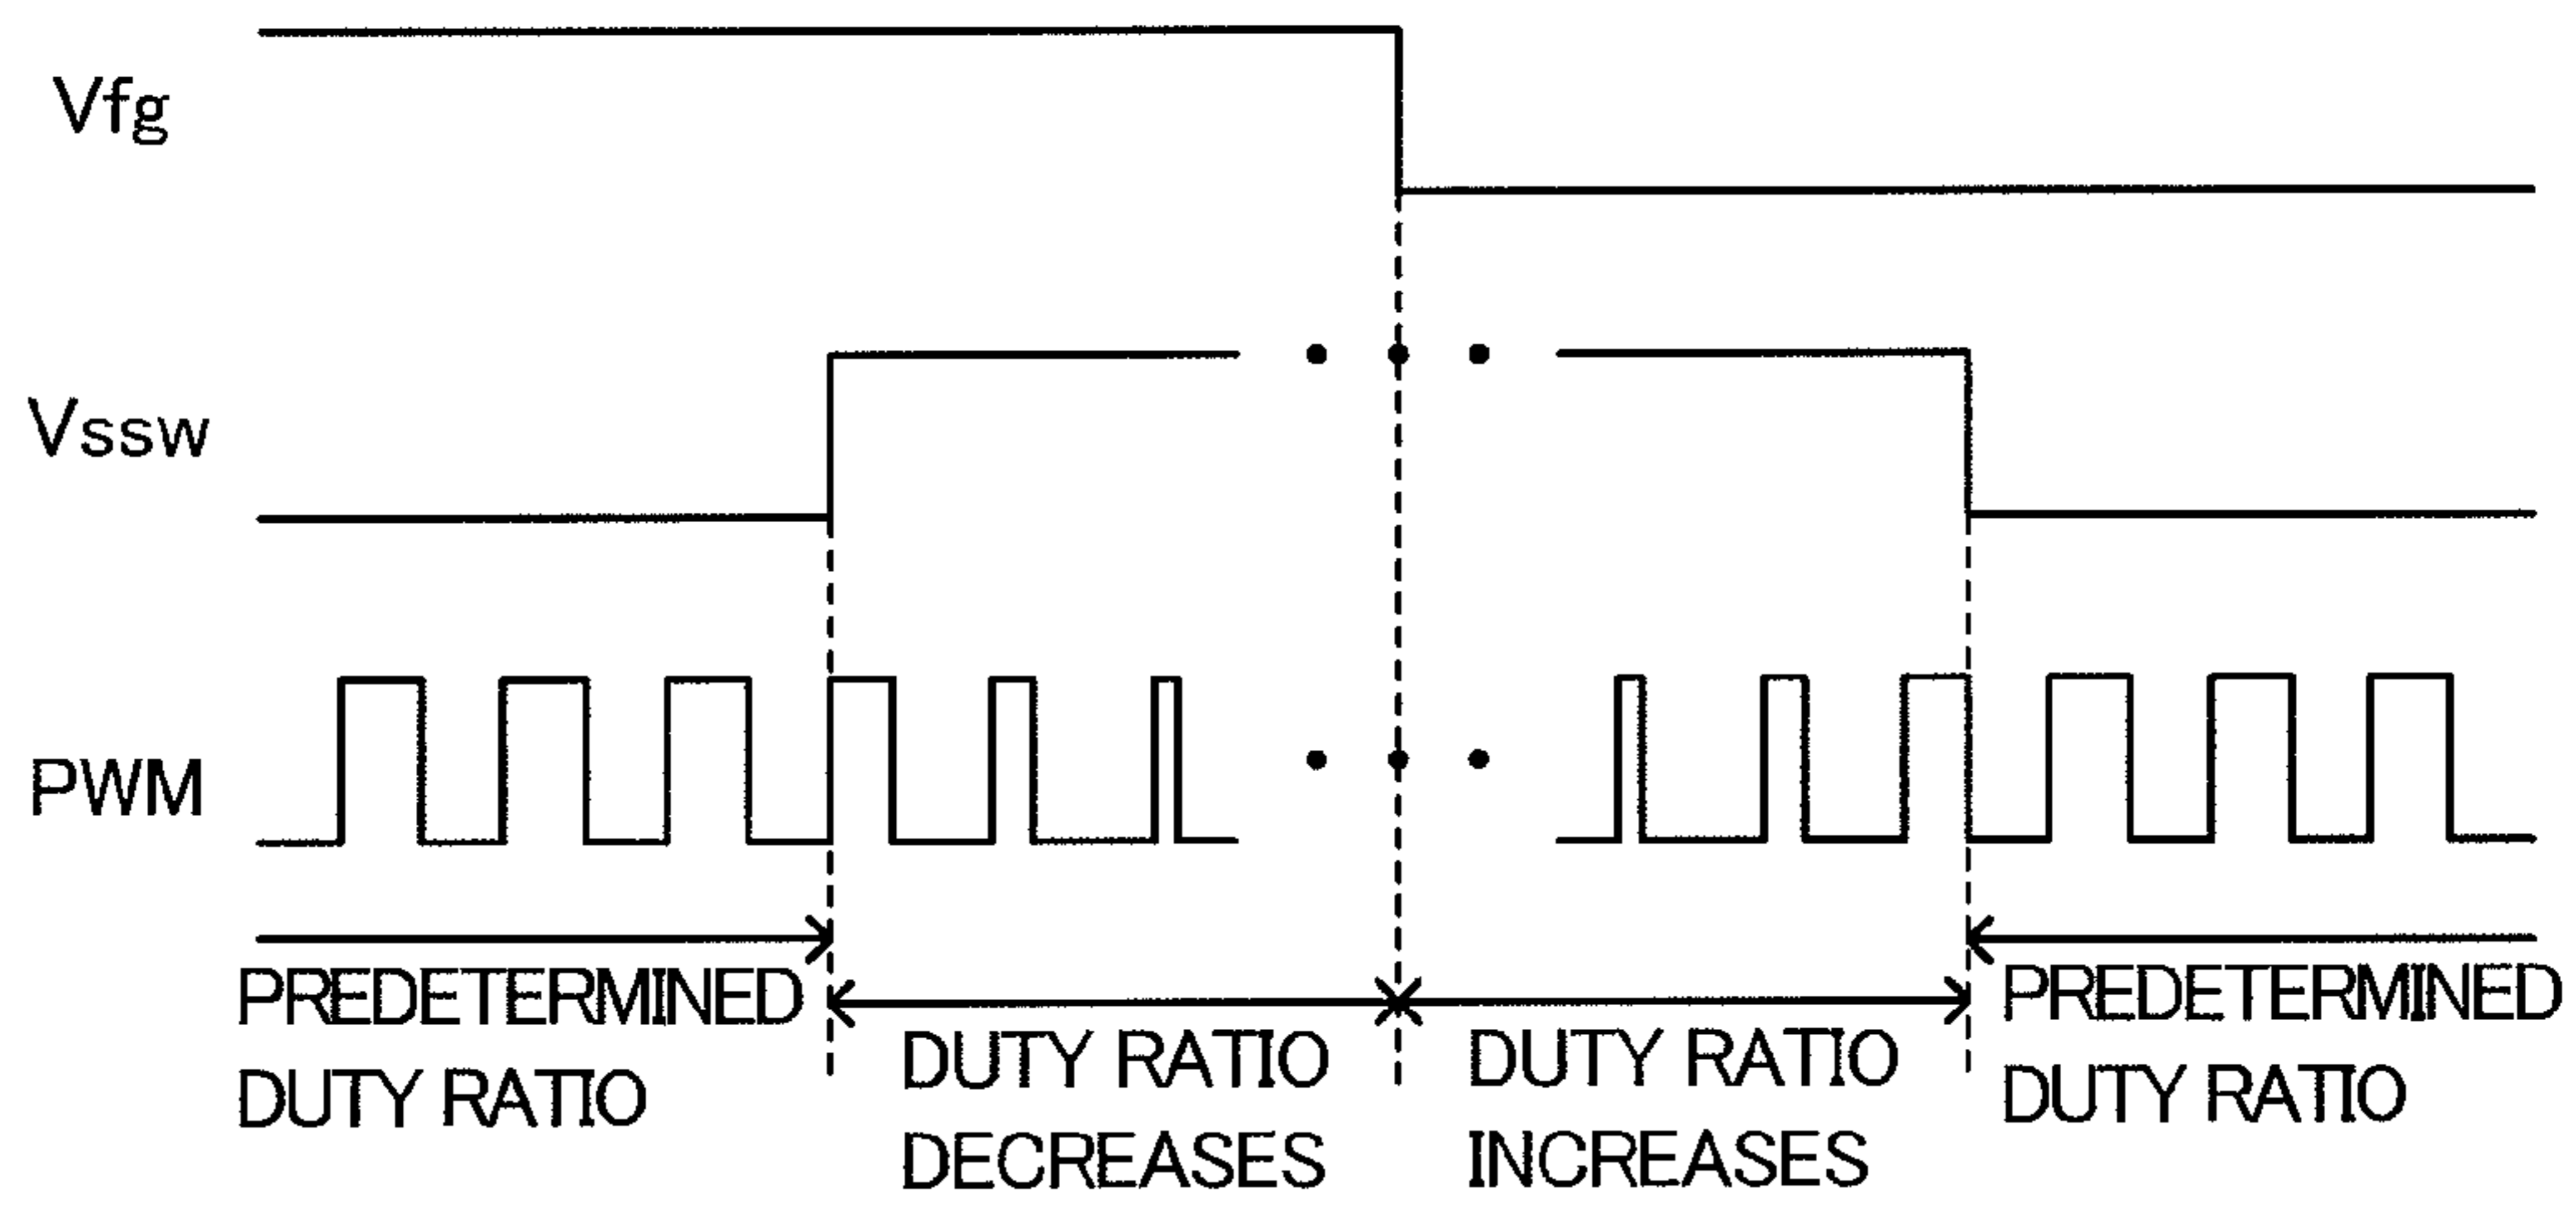 Vfg
Vssw
PWM
PREDETERMINED
DUTY RATIO
DUTY RATIO
DECREASES
DUTY RATIO
INCREASES
PREDETERMINED
DUTY RATIO